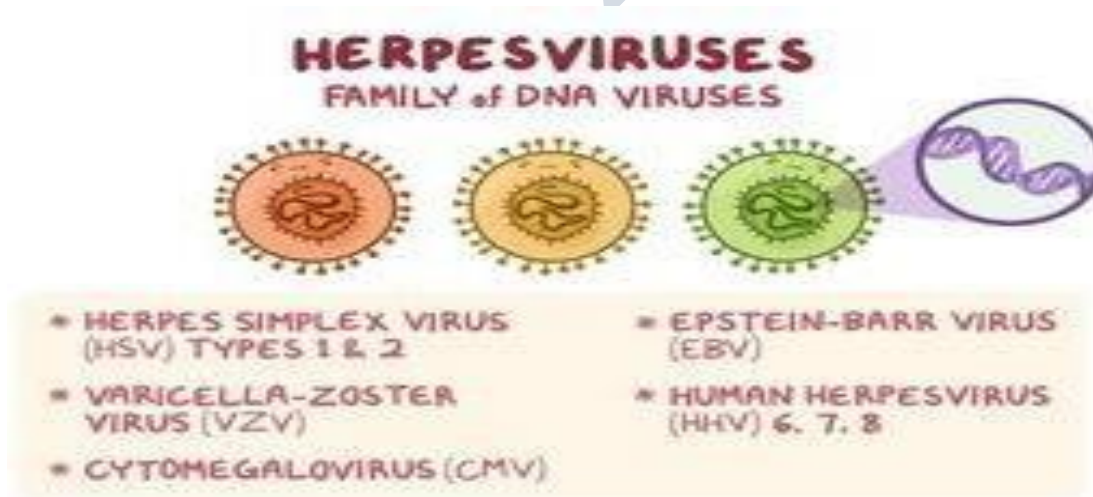 HERPESVIRUSES
FAMILY of DNA VIRUSES
* HERPES SIMPLEX VIRUS
(HSV) TYPES 1 & 2
* VARICELLA-ZOSTER
VIRUS (VZV)
* CYTOMEGALOVIRUS (CMV)
* EPSTEIN-BARR VIRUS
(EBV)
* HUMAN HERPESVIRUS
(HHV) 6. 7. 8